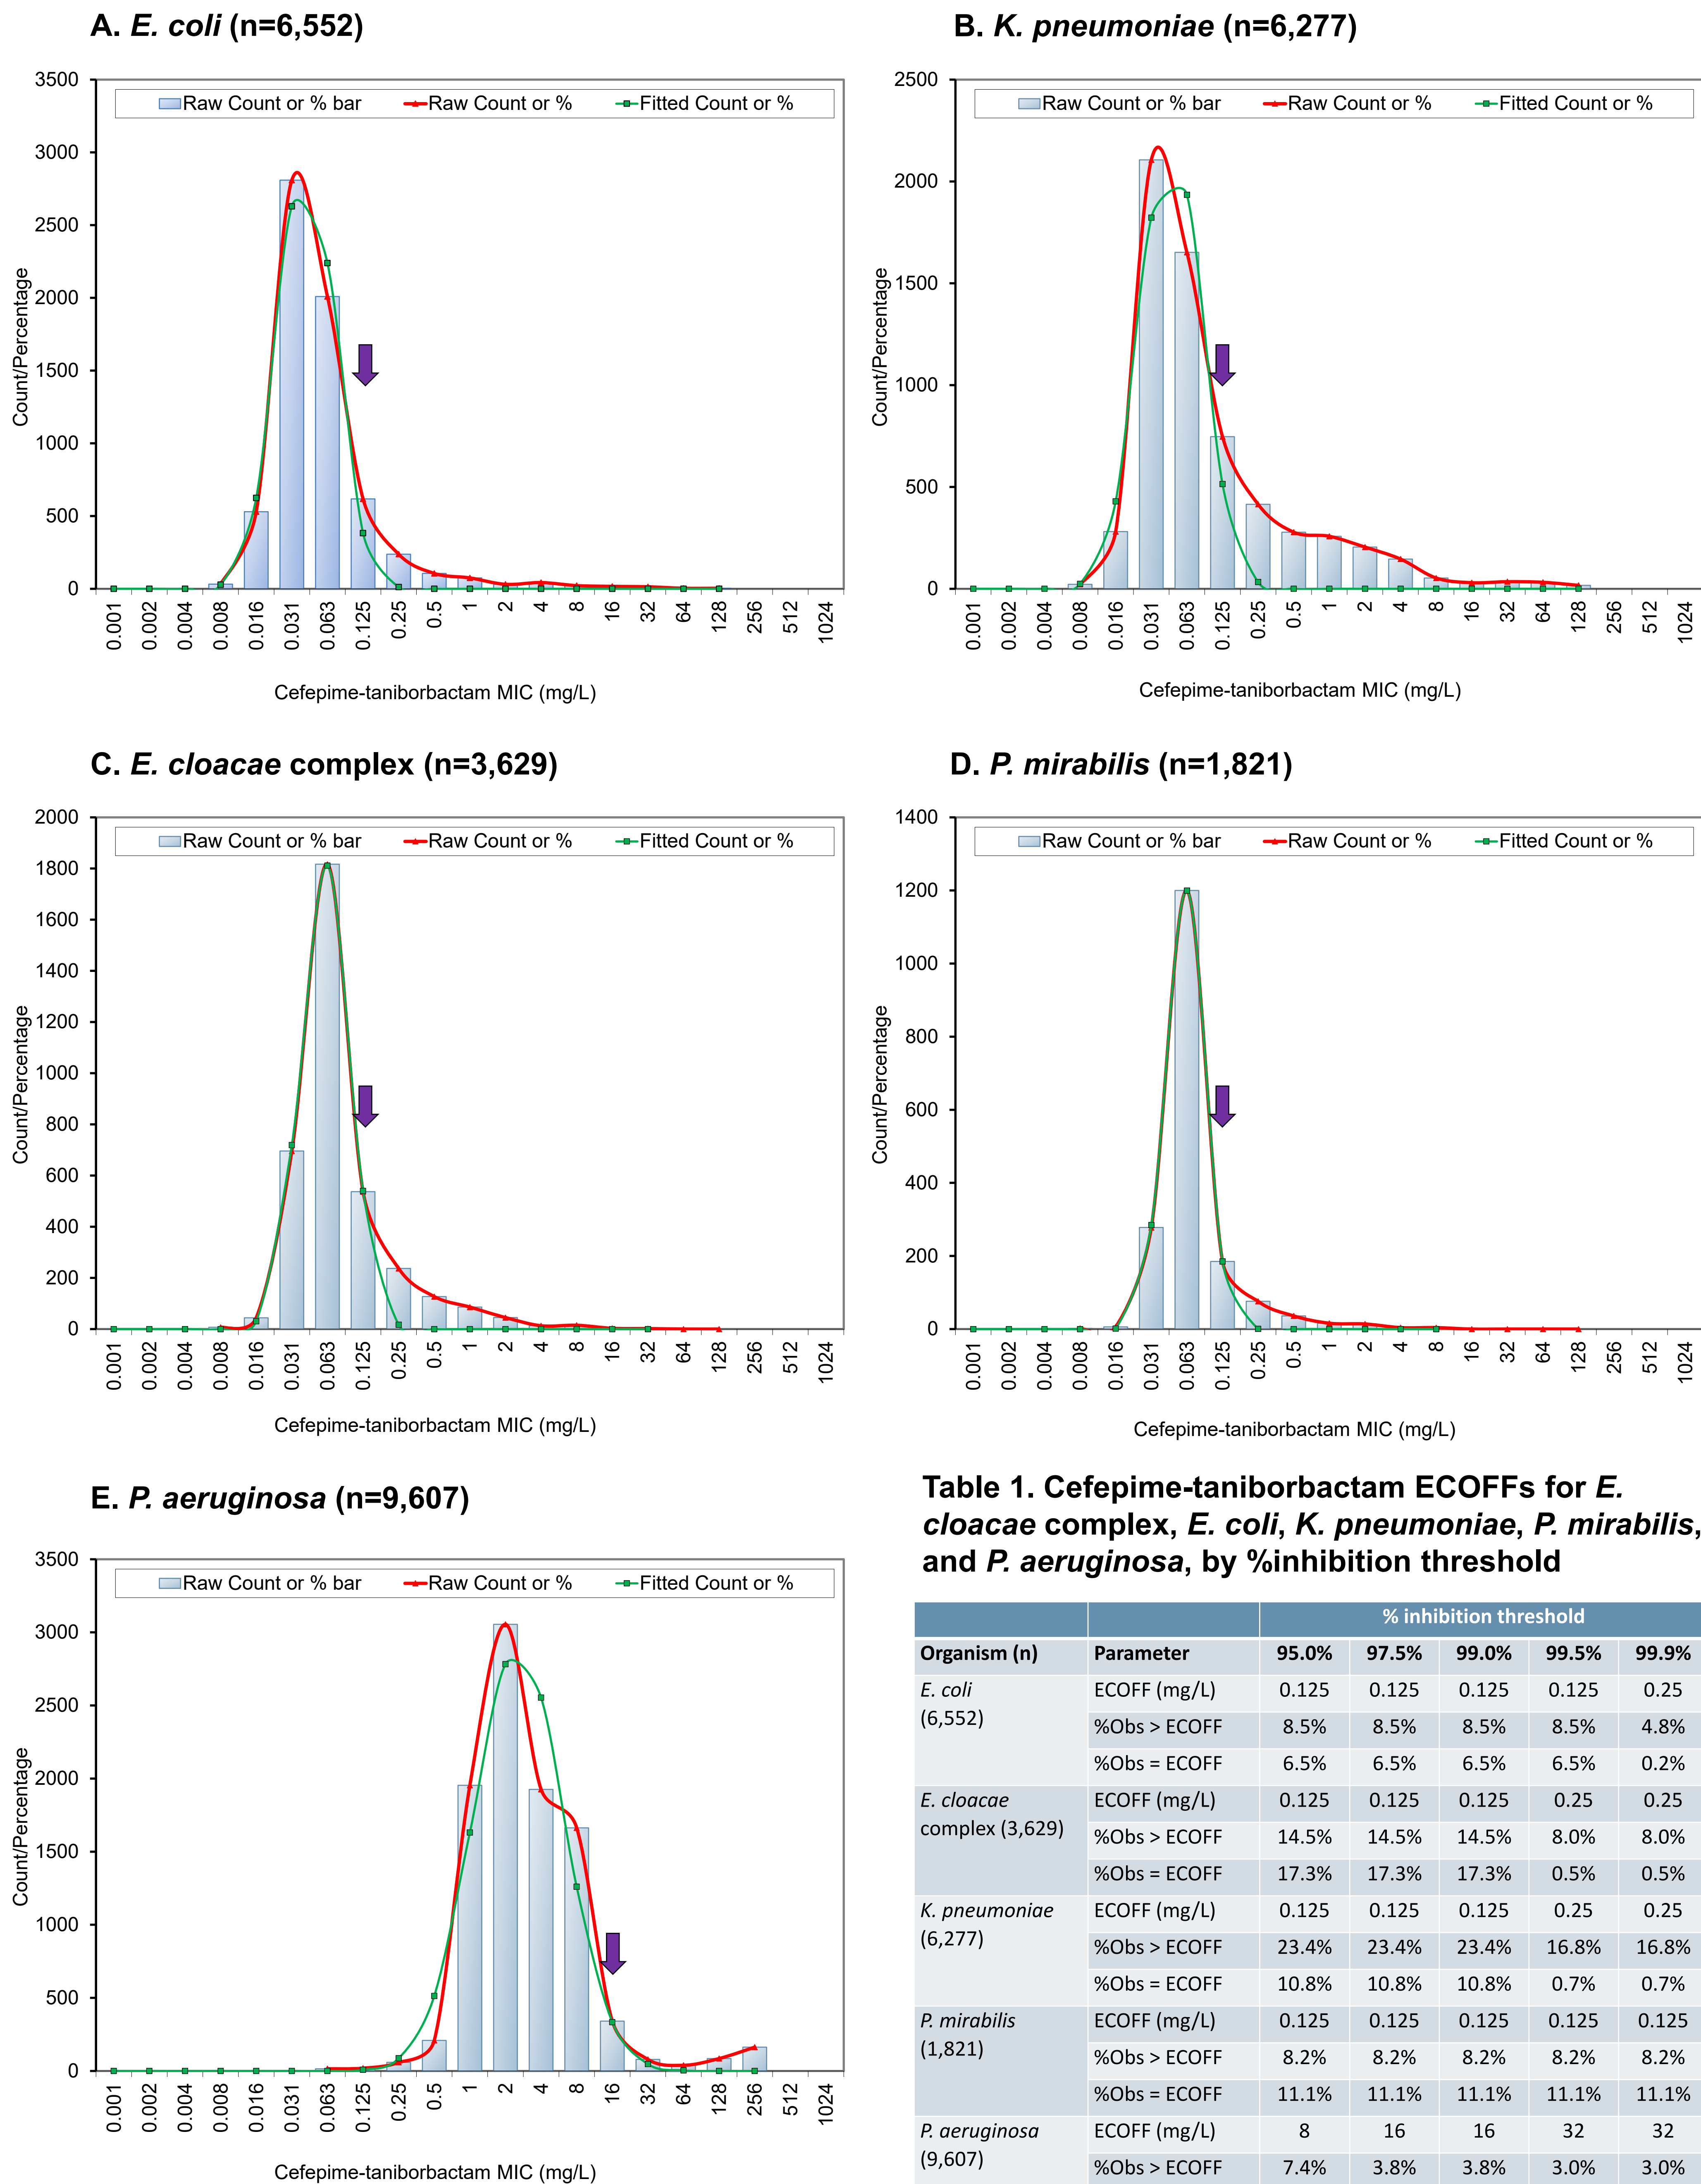 A. E. coli (n=6,552)
Raw Count or % bar Raw Count or % Fitted Count or %
3500
3000
2500
2000
1500
1000
500
0
Count/Percentage
0.001 0.002 0.004 0.008 0.016 0.031 0.063 0.125 0.25 0.5 1 2 4 8 16 32 64 128 256 512 1024
Cefepime-taniborbactam MIC (mg/L)
B. K. pneumoniae (n=6,277)
Raw Count or % bar Raw Count or % Fitted Count or %
2500
2000
1500
1000
500
0
Count/Percentage
0.001 0.002 0.004 0.008 0.016 0.031 0.063 0.125 0.25 0.5 1 2 4 8 16 32 64 128 256 512 1024
Cefepime-taniborbactam MIC (mg/L)
C. E. cloacae complex (n=3,629)
Raw Count or % bar Raw Count or % Fitted Count or %
2000
1800
1600
1400
1200
1000
800
600
400
200
0
Count/Percentage
0.001 0.002 0.004 0.008 0.016 0.031 0.063 0.125 0.25 0.5 1 2 4 8 16 32 64 128 256 512 1024
Cefepime-taniborbactam MIC (mg/L)
D. P. mirabilis (n=1,821)
Raw Count or % bar Raw Count or % Fitted Count or %
1400
1200
1000
800
600
400
200
0
Count/Percentage
0.001 0.002 0.004 0.008 0.016 0.031 0.063 0.125 0.25 0.5 1 2 4 8 16 32 64 128 256 512 1024
Cefepime-taniborbactam MIC (mg/L)
E. P. aeruginosa (n=9,607)
Raw Count or % bar Raw Count or % Fitted Count or %
3500
3000
2500
2000
1500
1000
500
0
Count/Percentage
0.001 0.002 0.004 0.008 0.016 0.031 0.063 0.125 0.25 0.5 1 2 4 8 16 32 64 128 256 512 1024
Cefepime-taniborbactam MIC (mg/L)
Table 1. Cefepime-taniborbactam ECOFFs for E.
cloacae complex, E. coli, K. pneumoniae, P. mirabilis,
and P. aeruginosa, by %inhibition threshold
% inhibition threshold
Organism (n) Parameter 95.0% 97.5% 99.0% 99.5% 99.9%
E. coli (6,552) ECOFF (mg/L) 0.125 0.125 0.125 0.125 0.25
%Obs > ECOFF 8.5% 8.5% 8.5% 8.5% 4.8%
%Obs = ECOFF 6.5% 6.5% 6.5% 6.5% 0.2%
E. cloacae complex (3,629) ECOFF (mg/L) 0.125 0.125 0.125 0.25 0.25
%Obs > ECOFF 14.5% 14.5% 14.5% 8.0% 8.0%
%Obs = ECOFF 17.3% 17.3% 17.3% 0.5% 0.5%
K. pneumoniae (6,277) ECOFF (mg/L) 0.125 0.125 0.125 0.25 0.25
%Obs > ECOFF 23.4% 23.4% 23.4% 16.8% 16.8%
%Obs = ECOFF 10.8% 10.8% 10.8% 0.7% 0.7%
P. mirabilis (1,821) ECOFF (mg/L) 0.125 0.125 0.125 0.125 0.125
%Obs > ECOFF 8.2% 8.2% 8.2% 8.2% 8.2%
%Obs = ECOFF 11.1% 11.1% 11.1% 11.1% 11.1%
P. aeruginosa (9,607) ECOFF (mg/L) 8 16 16 32 32
%Obs > ECOFF 7.4% 3.8% 3.8% 3.0% 3.0%